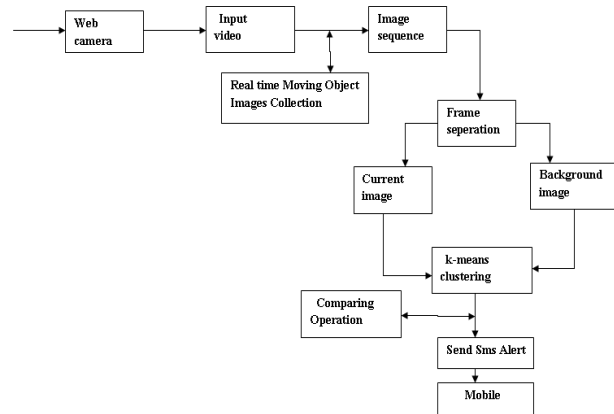 Web
camera
Input
video
Image
sequence
Real time Moving Object
Images Collection
Frame
seperation
Current
image
Background
image
k-means
clustering
Comparing
Operation
Send Sms Alert
Mobile